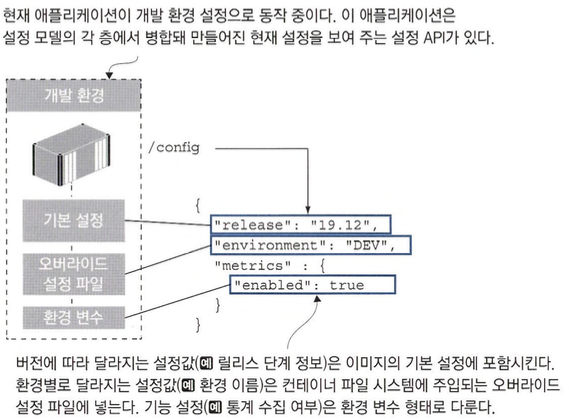 현재 애플리케이션이 개발 환경 설정으로 동작 중이다. 이 애플리케이션은
설정 모델의 각 층에서 병합돼 만들어진 현재 설정을 보여 주는 설정 API가 있다.
개발 환경
/config
{
기본 설정
"release": "19.12",
"environment": "DEV",
오버라이드
설정 파일
"metrics" : {
"enabled": true
}
환경 변수
}
버전에 따라 달라지는 설정값(예 릴리스 단계 정보)은 이미지의 기본 설정에 포함시킨다.
환경별로 달라지는 설정값(예 환경 이름)은 컨테이너 파일 시스템에 주입되는 오버라이드
설정 파일에 넣는다. 기능 설정(예 통계 수집 여부)은 환경 변수 형태로 다룬다.